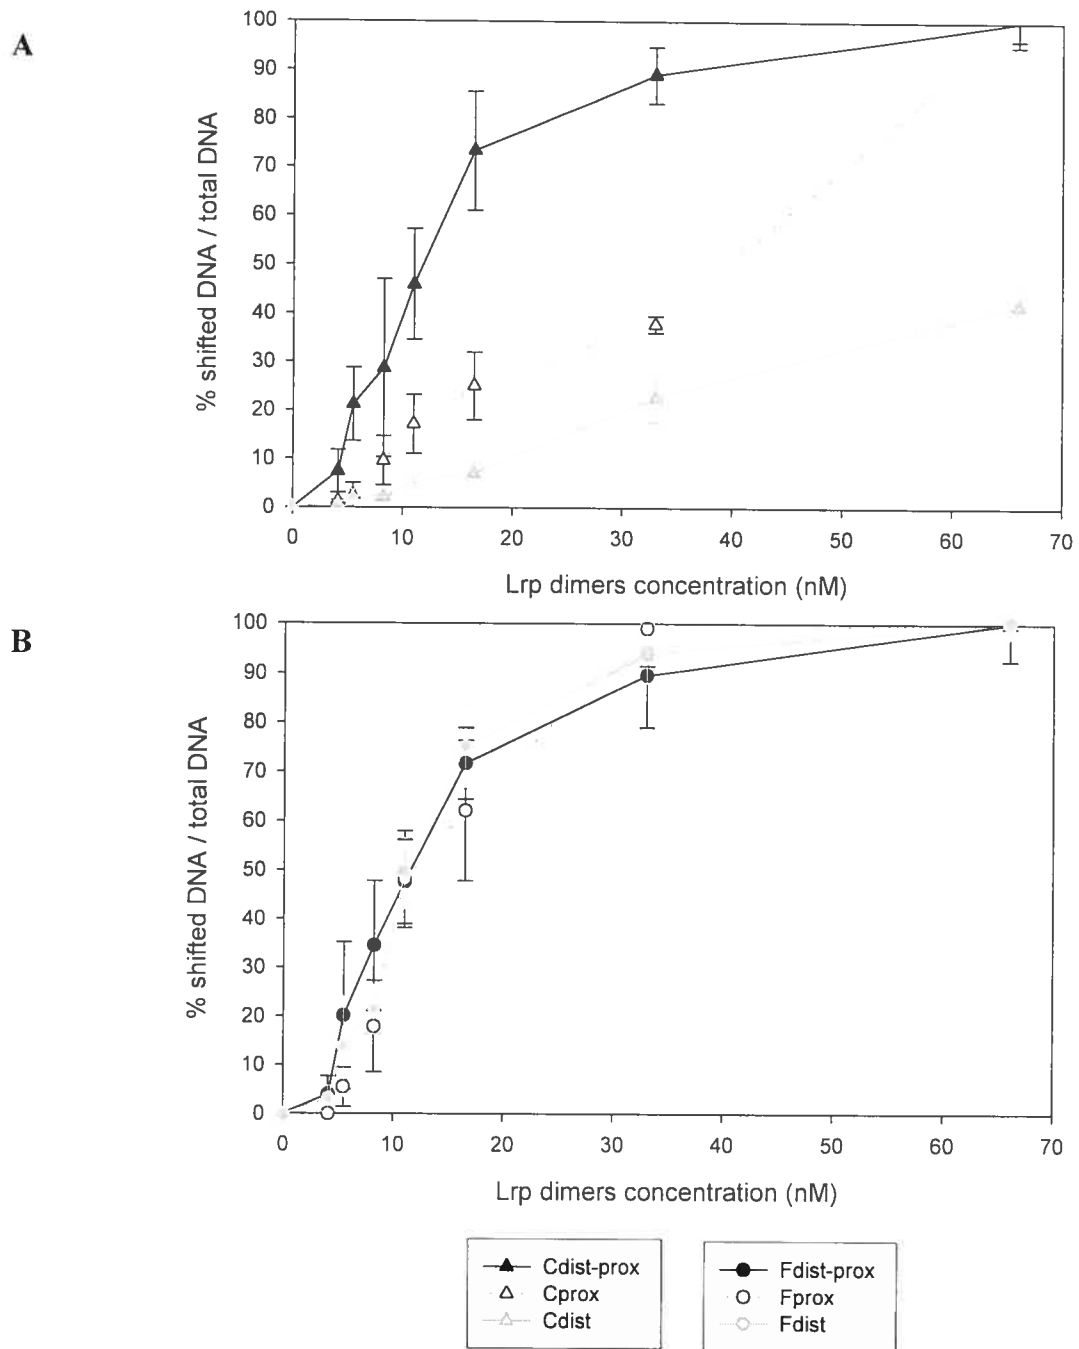 A
100
90
80
70
60
50
40
30
20
10
0
% shifted DNA / total DNA
0 10 20 30 40 50 60 70
Lrp dimers concentration (nM)
B
100
90
80
70
60
50
40
30
20
10
0
% shifted DNA / total DNA
0 10 20 30 40 50 60 70
Lrp dimers concentration (nM)
Cdist-prox
Cprox
Cdist
Fdist-prox
Fprox
Fdist